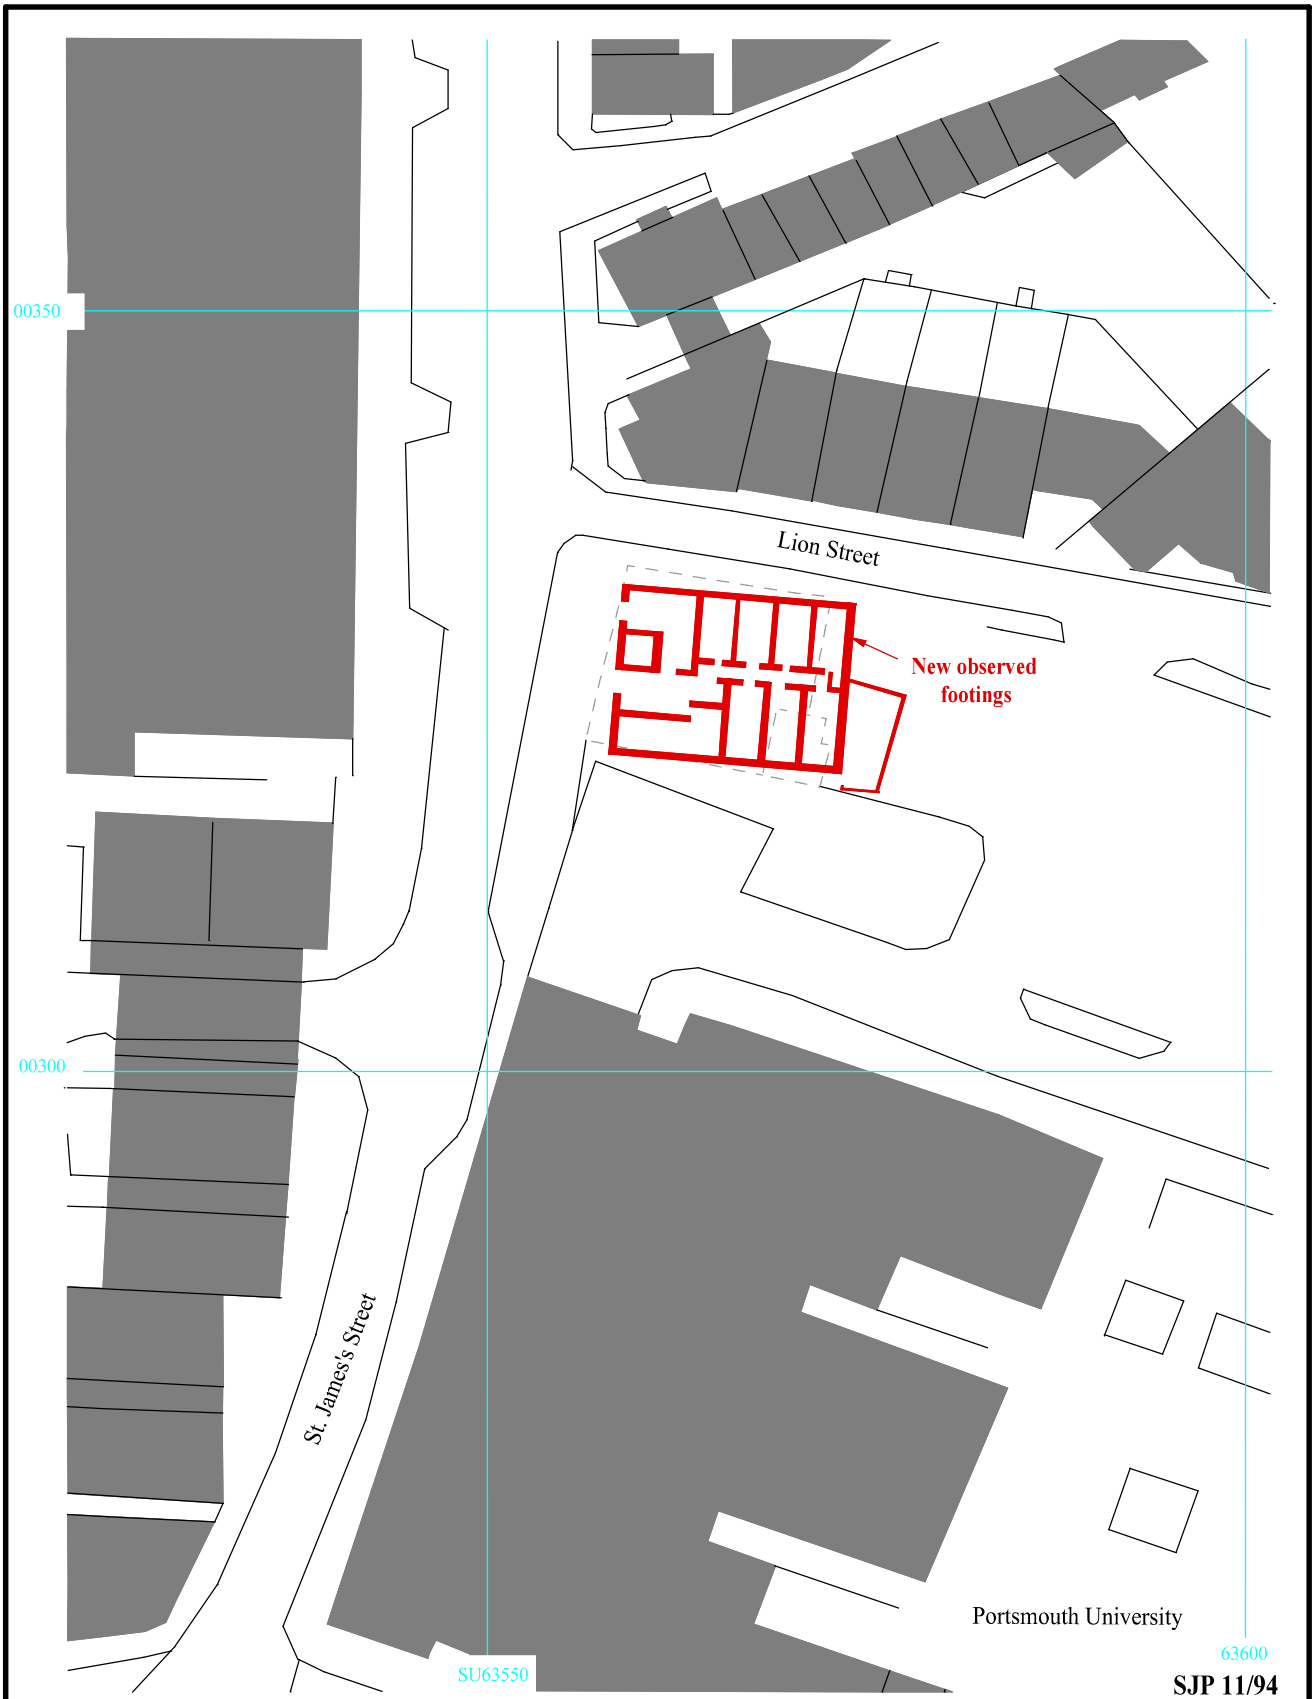 00350
Lion Street
New observed
footings
00300
St. James's Street
Portsmouth University
63600
SU63550
SJP 11/94